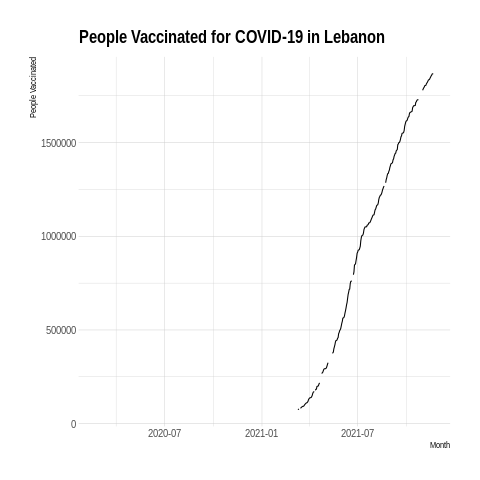 People Vaccinated for COVID-19 in Lebanon
People Vaccinated
1500000
1000000
500000
0
2020-07 2021-01 2021-07
Month